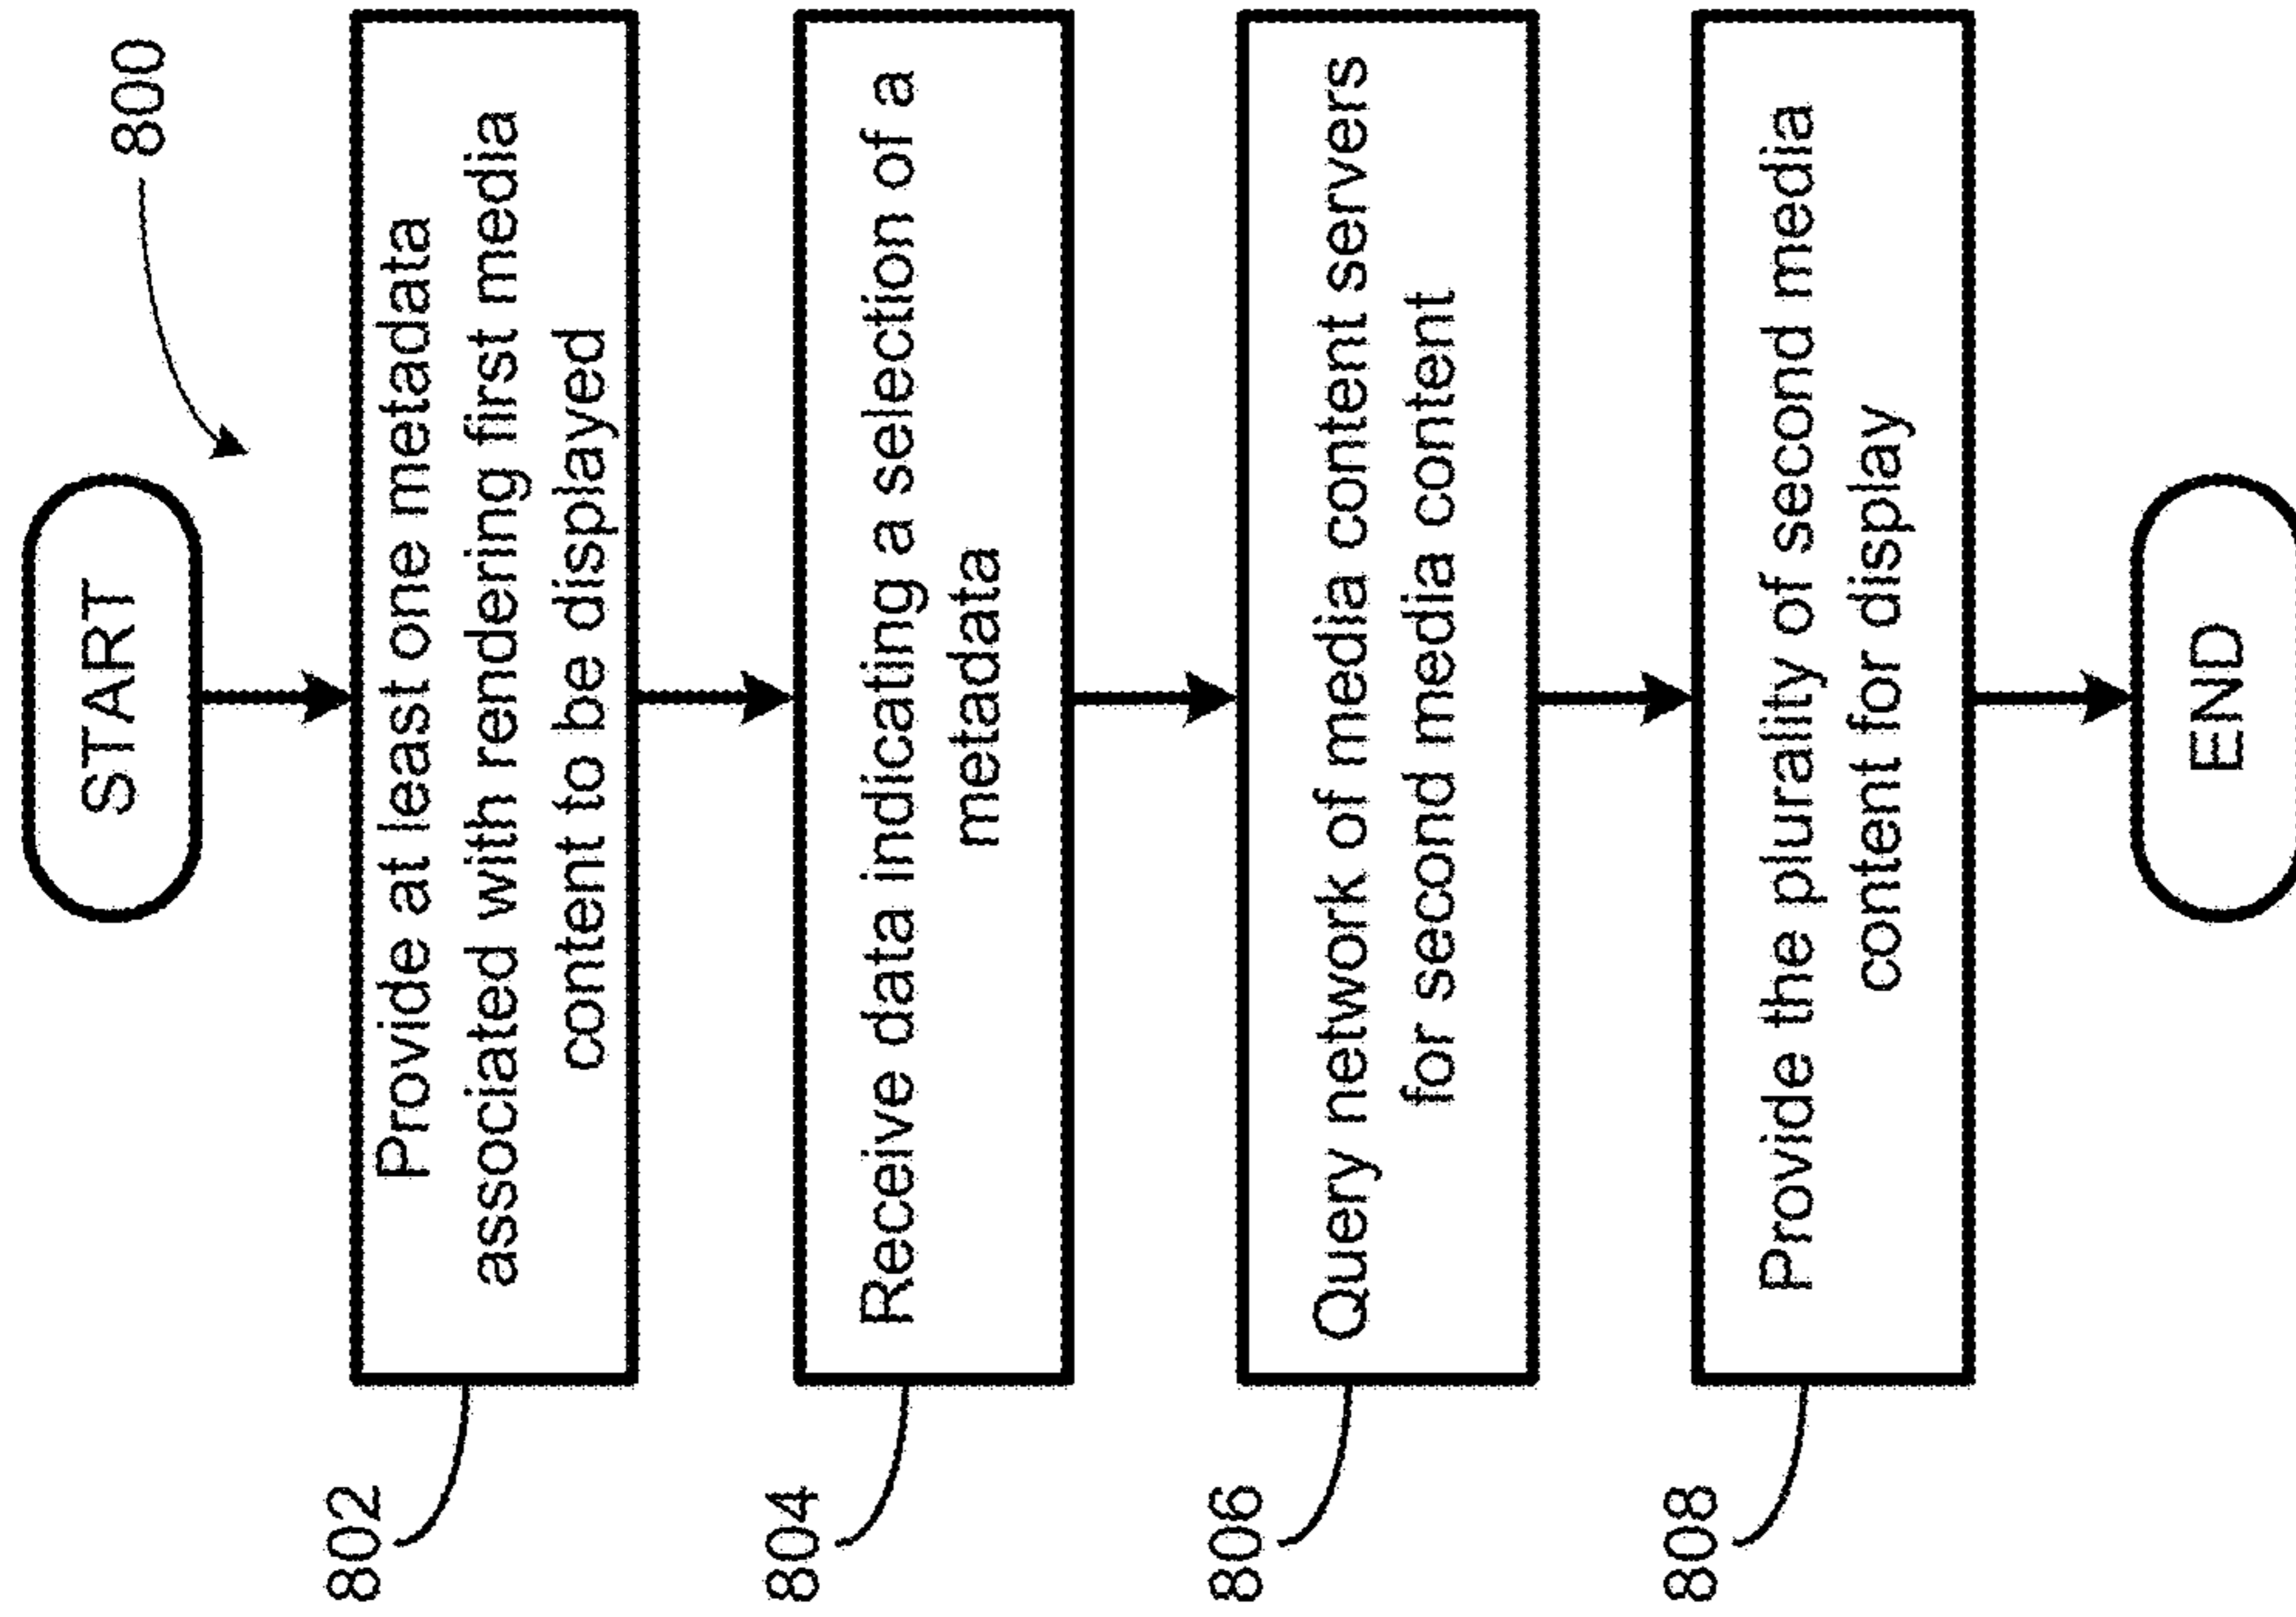 800
START
802
Provide at least one metadata
associated with rendering first media
content to be displayed
804
Receive data indicating a selection of a
metadata
806
Query network of media content servers
for second media content
808
Provide the plurality of second media
content for display
END